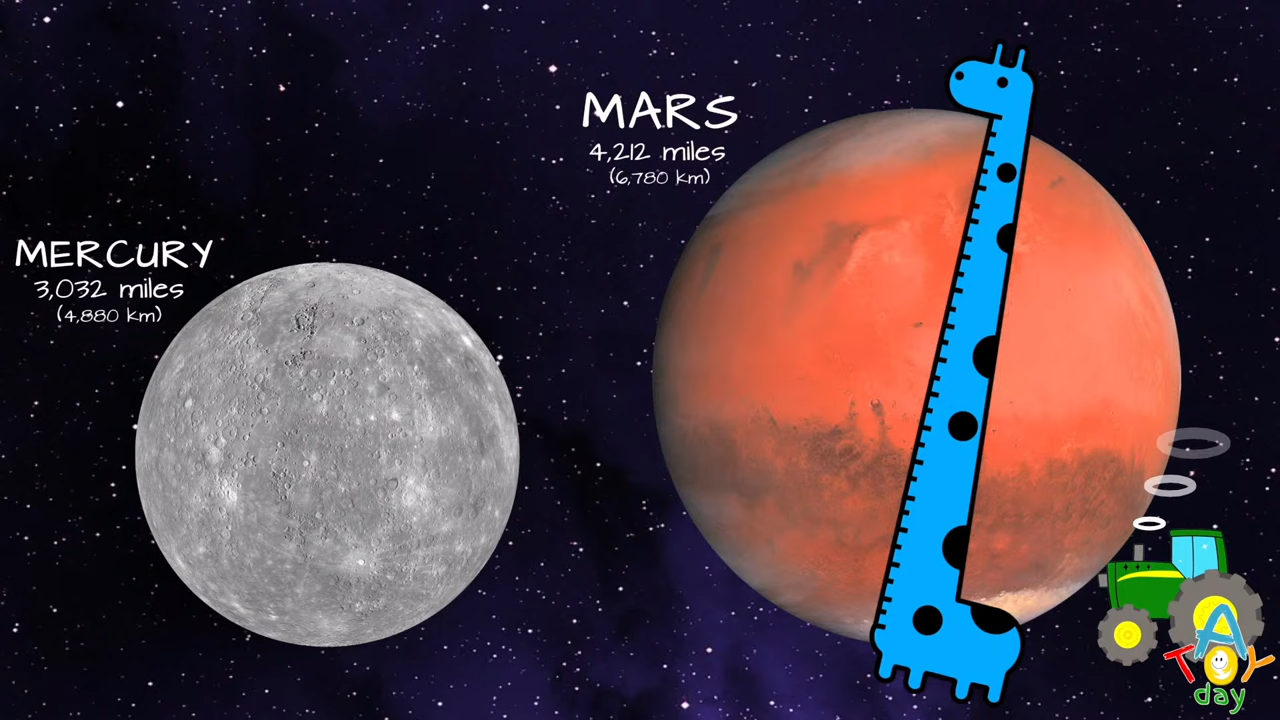 MERCURY
3,032 miles
(4,880 km)
MARS
4,212 miles
(6,780 km)
A
TOY
day